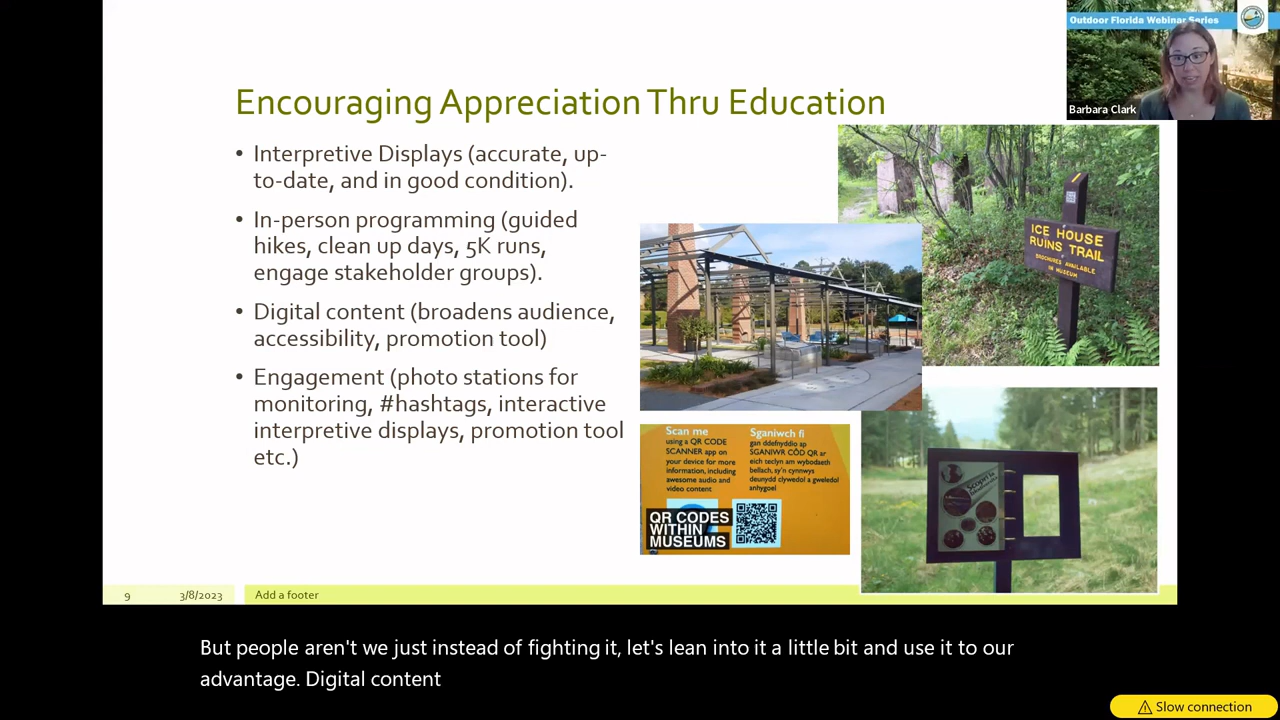 Outdoor Florida Webinar Series
Barbara Clark
Encouraging Appreciation Thru Education
• Interpretive Displays (accurate, up-
to-date, and in good condition).
• In-person programming (guided
hikes, clean up days, 5K runs,
engage stakeholder groups).
• Digital content (broadens audience,
accessibility, promotion tool)
• Engagement (photo stations for
monitoring, #hashtags, interactive
interpretive displays, promotion tool
etc.)
ICE HOUSE
RUINS TRAIL
BROCHURES AVAILABLE
IN MUSEUM
Scan me
using a QR CODE
SCANNER app on
your device for more
information, including
awesome audio and
video content
Sganiwch fi
gan ddefnyddio ap
SGANIWR CÔD QR ar
eich teclyn am wybodaeth
bellach, sy'n cynnwys
deunydd clywedol a gweledol
anhygoel
QR CODES
WITHIN
MUSEUMS
9
3/8/2023
Add a footer
But people aren't we just instead of fighting it, let's lean into it a little bit and use it to our
advantage. Digital content
Slow connection